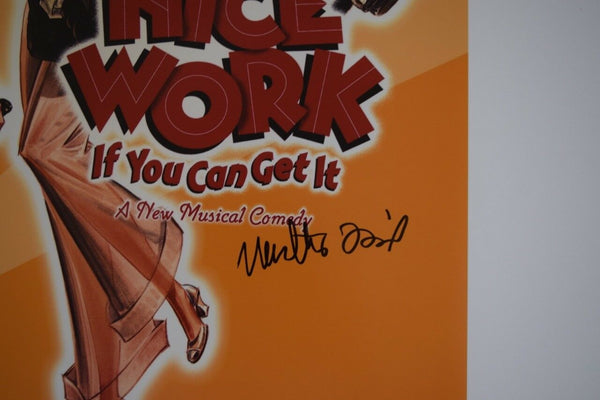 NICE
WORK
If You Can Get It
A New Musical Comedy